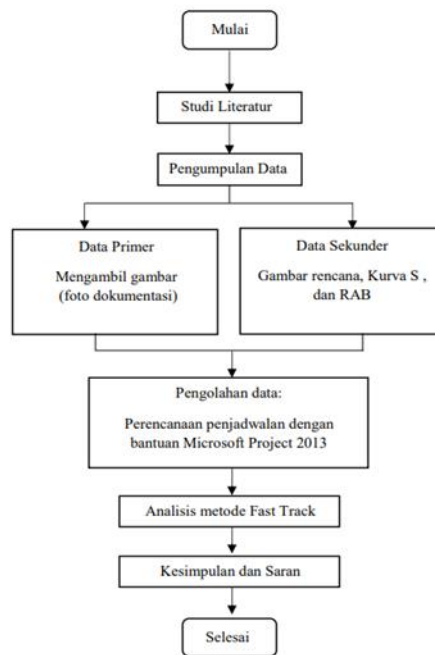 Mulai
Studi Literatur
Pengumpulan Data
Data Primer
Mengambil gambar
(foto dokumentasi)
Data Sekunder
Gambar rencana, Kurva S ,
dan RAB
Pengolahan data:
Perencanaan penjadwalan dengan
bantuan Microsoft Project 2013
Analisis metode Fast Track
Kesimpulan dan Saran
Selesai